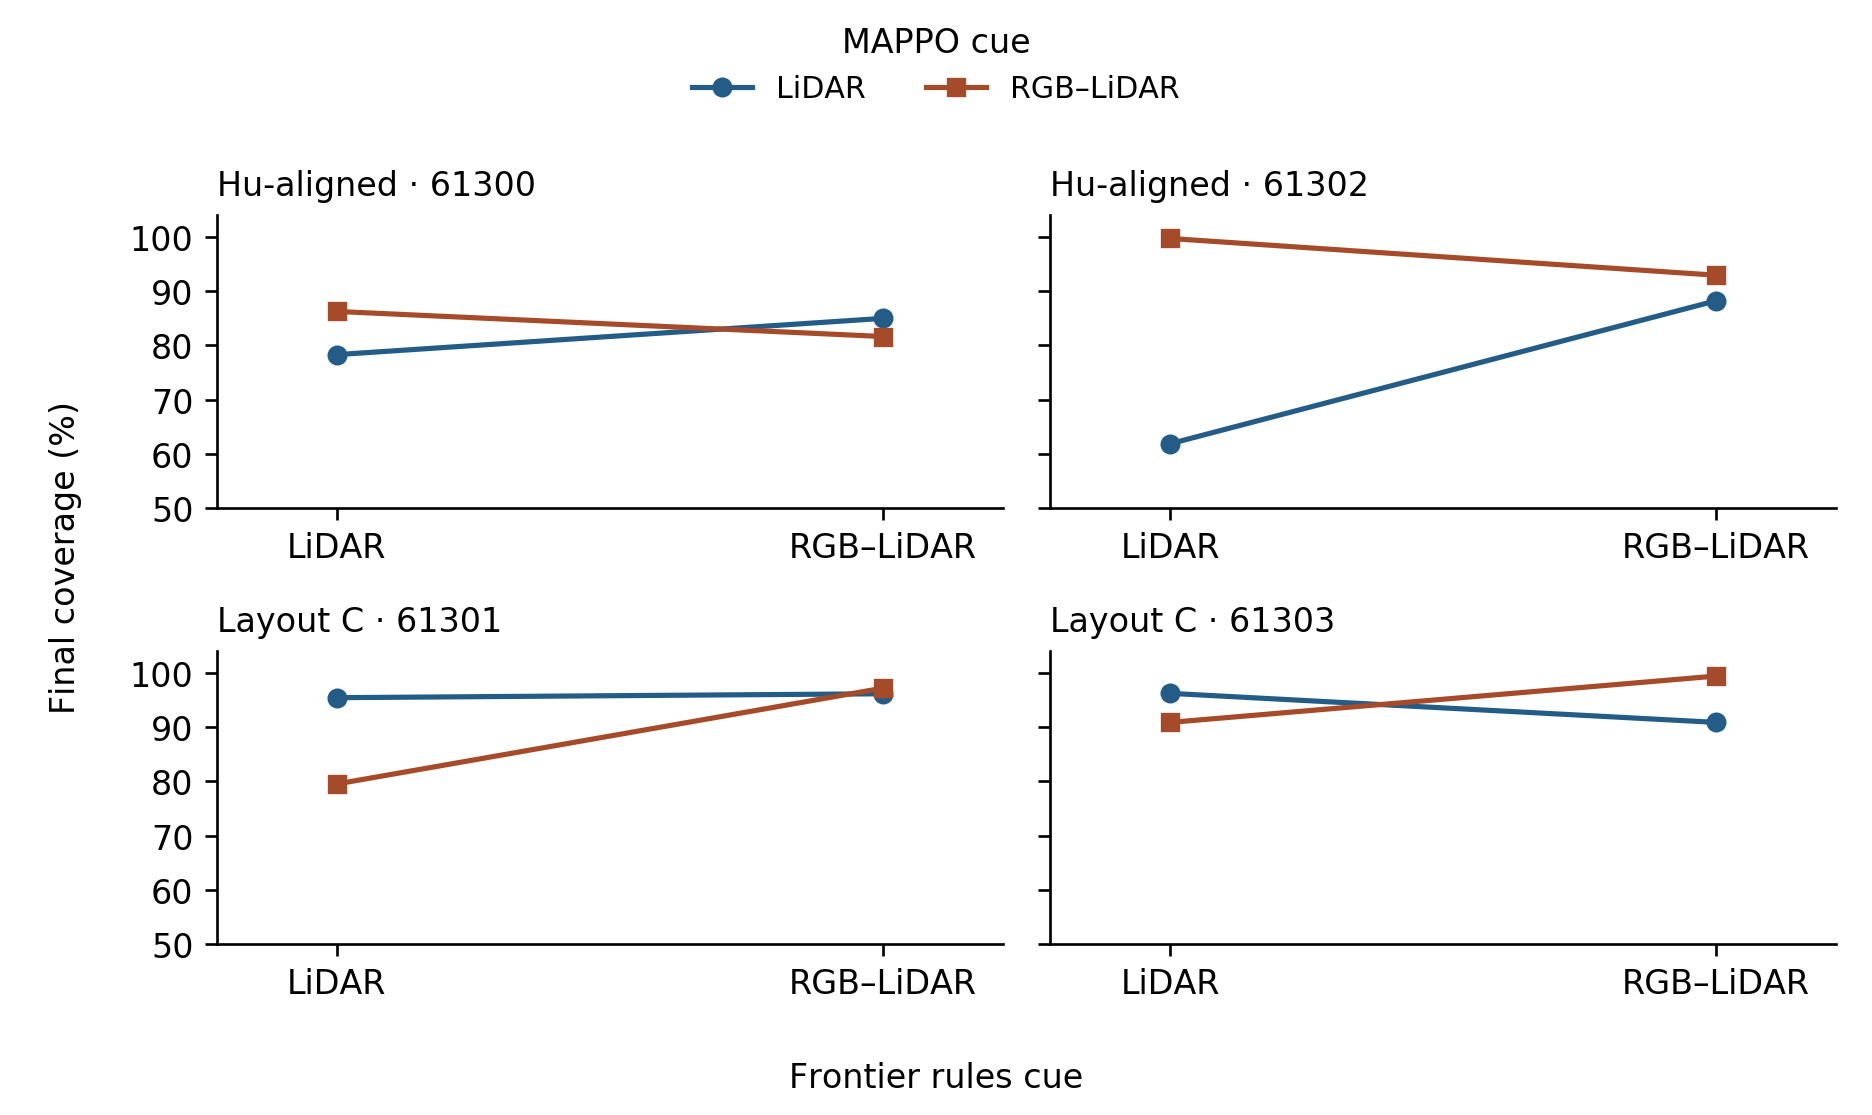 MAPPO cue
LiDAR RGB–LiDAR
Hu-aligned · 61300
Hu-aligned · 61302
100
90
80
70
60
50
LiDAR RGB–LiDAR
LiDAR RGB–LiDAR
Final coverage (%)
Layout C · 61301
Layout C · 61303
100
90
80
70
60
50
LiDAR RGB–LiDAR
LiDAR RGB–LiDAR
Frontier rules cue